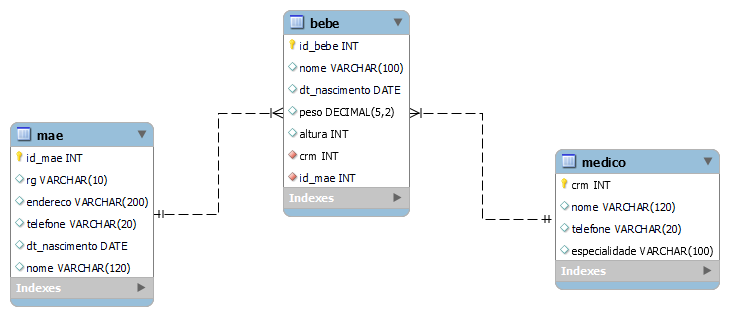 bebe
id_bebe INT
nome VARCHAR(100)
dt_nascimento DATE
peso DECIMAL(5,2)
altura INT
crm INT
id_mae INT
Indexes
mae
id_mae INT
rg VARCHAR(10)
endereco VARCHAR(200)
telefone VARCHAR(20)
dt_nascimento DATE
nome VARCHAR(120)
Indexes
medico
crm INT
nome VARCHAR(120)
telefone VARCHAR(20)
especialidade VARCHAR(100)
Indexes